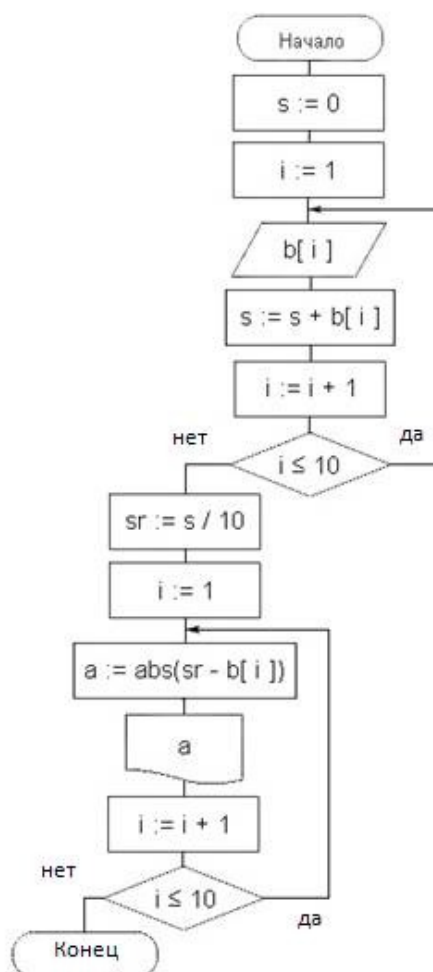 Начало
s := 0
i := 1
b[ i ]
s := s + b[ i ]
i := i + 1
нет
да
i ≤ 10
sr := s / 10
i := 1
a := abs(sr - b[ i ])
a
i := i + 1
нет
i ≤ 10
да
Конец